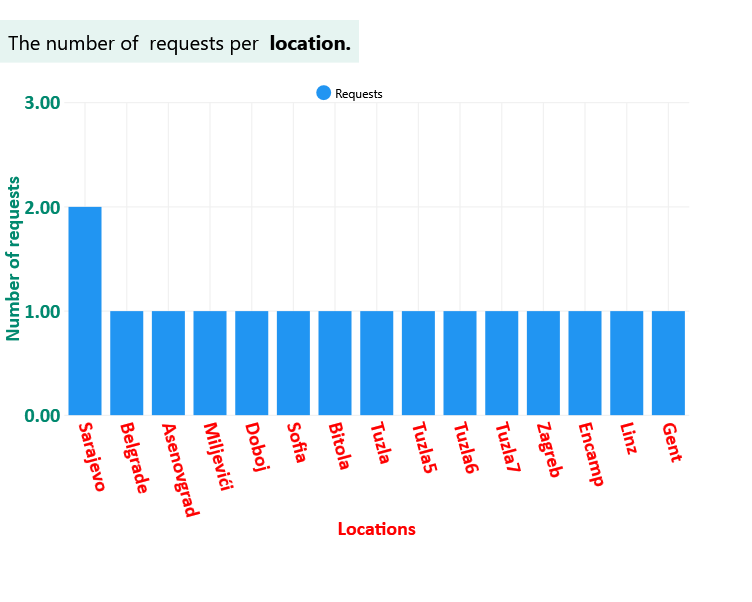 The number of requests per location.
Requests
3.00
2.00
1.00
0.00
Number of requests
Sarajevo
Belgrade
Asenovgrad
Miljevići
Doboj
Sofia
Bitola
Tuzla
Tuzla5
Tuzla6
Tuzla7
Zagreb
Encamp
Linz
Gent
Locations